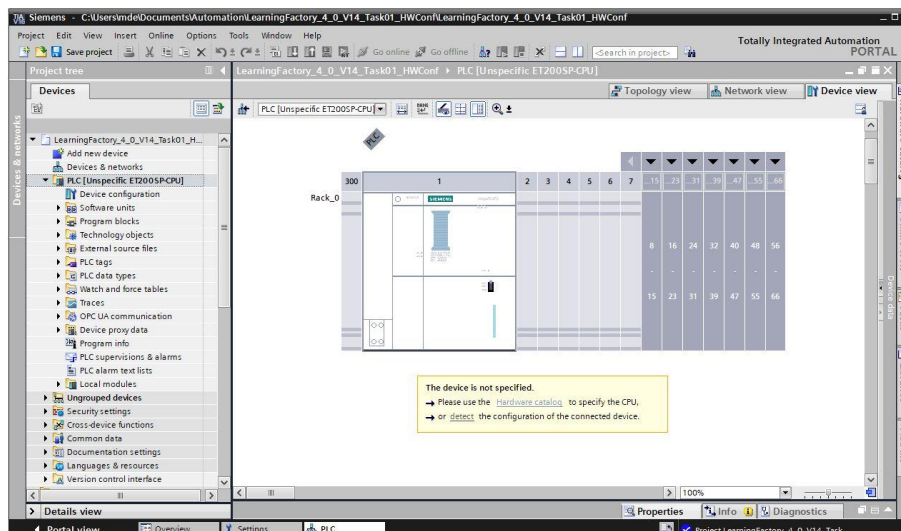 Siemens - C:\Users\mde\Documents\Automation\LearningFactory_4_0_V14_Task01_HWConf\LearningFactory_4_0_V14_Task01_HWConf
Project Edit View Insert Online Options Tools Window Help
Totally Integrated Automation
PORTAL
Save project Go online Go offline <Search in project>
Project tree
LearningFactory_4_0_V14_Task01_HWConf PLC [Unspecific ET200SP-CPU]
Devices
Topology view Network view Device view
PLC [Unspecific ET200SP-CPU]
Devices & networks
LearningFactory_4_0_V14_Task01_H...
Add new device
Devices & networks
PLC [Unspecific ET200SP-CPU]
Device configuration
Software units
Program blocks
Technology objects
External source files
PLC tags
PLC data types
Watch and force tables
Traces
OPC UA communication
Device proxy data
Program info
PLC supervisions & alarms
PLC alarm text lists
Local modules
Ungrouped devices
Security settings
Cross-device functions
Common data
Documentation settings
Languages & resources
Version control interface
PLC
300 1 2 3 4 5 6 7 ...15 ...23 ...31 ...39 ...47 ...55 ...66
Rack_0
SIEMENS
8 16 24 32 40 48 56
- - - - - - -
15 23 31 39 47 55 66
The device is not specified.
Please use the Hardware catalog to specify the CPU,
or detect the configuration of the connected device.
Device data
100%
Details view
Properties Info Diagnostics
Portal view Overview Settings PLC
Project LearningFactory_4_0_V14_Task...